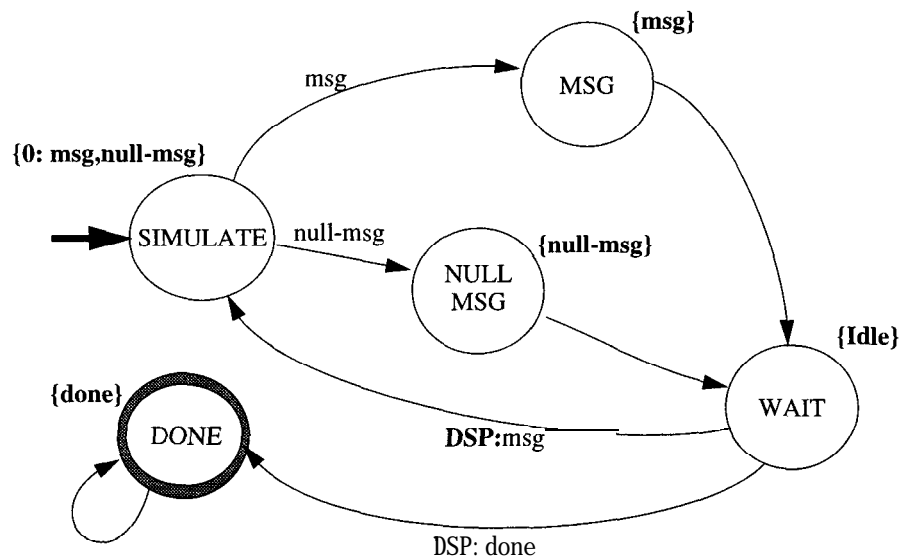 {msg}
msg
MSG
{0: msg,null-msg}
SIMULATE
null-msg
{null-msg}
NULL
MSG
{Idle}
{done}
WAIT
DONE
DSP:msg
DSP: done